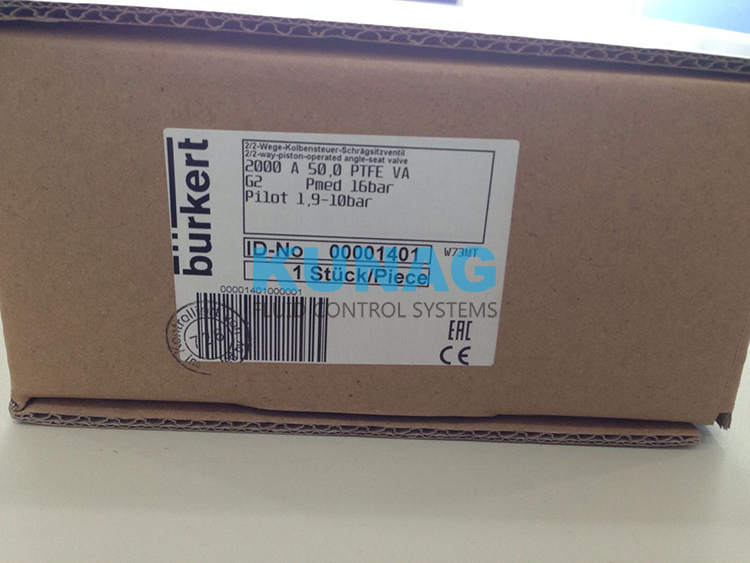 burkert
2/2-Wege-Kolbensteuer-Schrägsitzventil
2/2-way-piston-operated angle-seat valve
2000 A 50,0 PTFE VA
G2 Pmed 16bar
Pilot 1,9-10bar
ID-No 00001401 W73MT
1 Stück/Piece
KUNAG
FLUID CONTROL SYSTEMS
00001401000001
EAC
CE